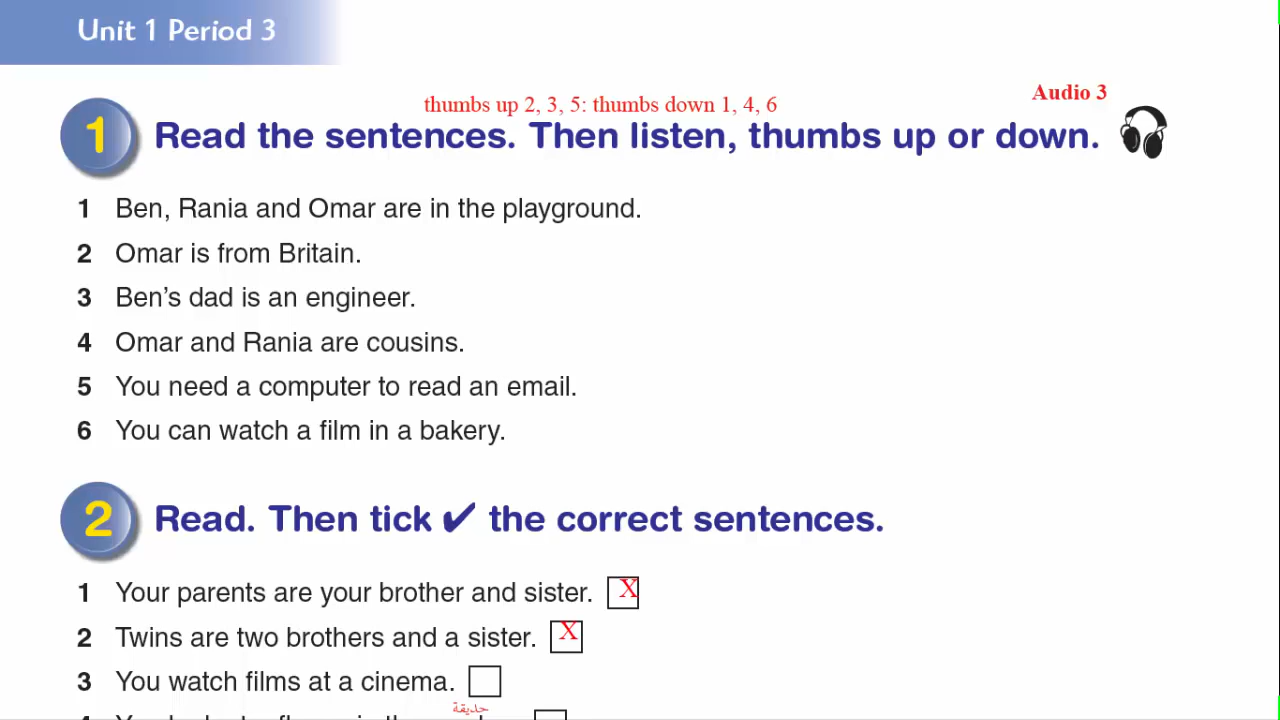 Unit 1 Period 3
Audio 3
thumbs up 2, 3, 5: thumbs down 1, 4, 6
1 Read the sentences. Then listen, thumbs up or down.
1 Ben, Rania and Omar are in the playground.
2 Omar is from Britain.
3 Ben's dad is an engineer.
4 Omar and Rania are cousins.
5 You need a computer to read an email.
6 You can watch a film in a bakery.
2 Read. Then tick ✔ the correct sentences.
1 Your parents are your brother and sister. X
2 Twins are two brothers and a sister. X
3 You watch films at a cinema.
حديقة